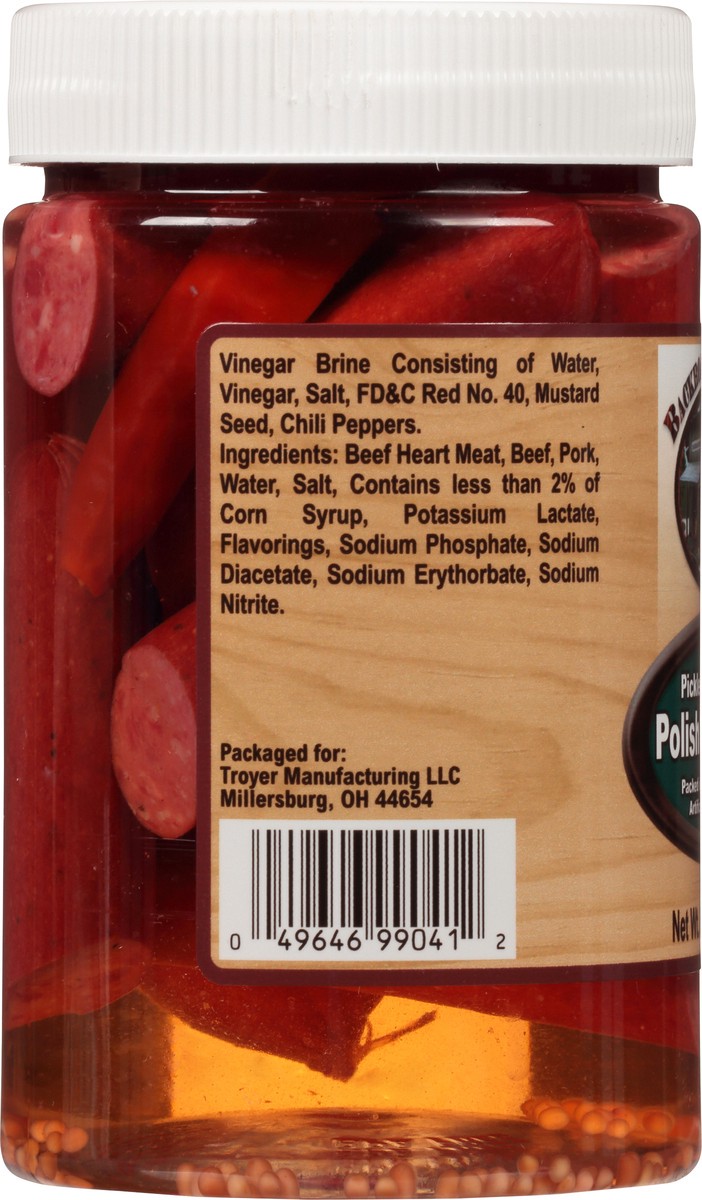 Vinegar Brine Consisting of Water,
Vinegar, Salt, FD&C Red No. 40, Mustard
Seed, Chili Peppers.
Ingredients: Beef Heart Meat, Beef, Pork,
Water, Salt, Contains less than 2% of
Corn Syrup, Potassium Lactate,
Flavorings, Sodium Phosphate, Sodium
Diacetate, Sodium Erythorbate, Sodium
Nitrite.
Packaged for:
Troyer Manufacturing LLC
Millersburg, OH 44654
0 49646 99041 2
Polish
Net